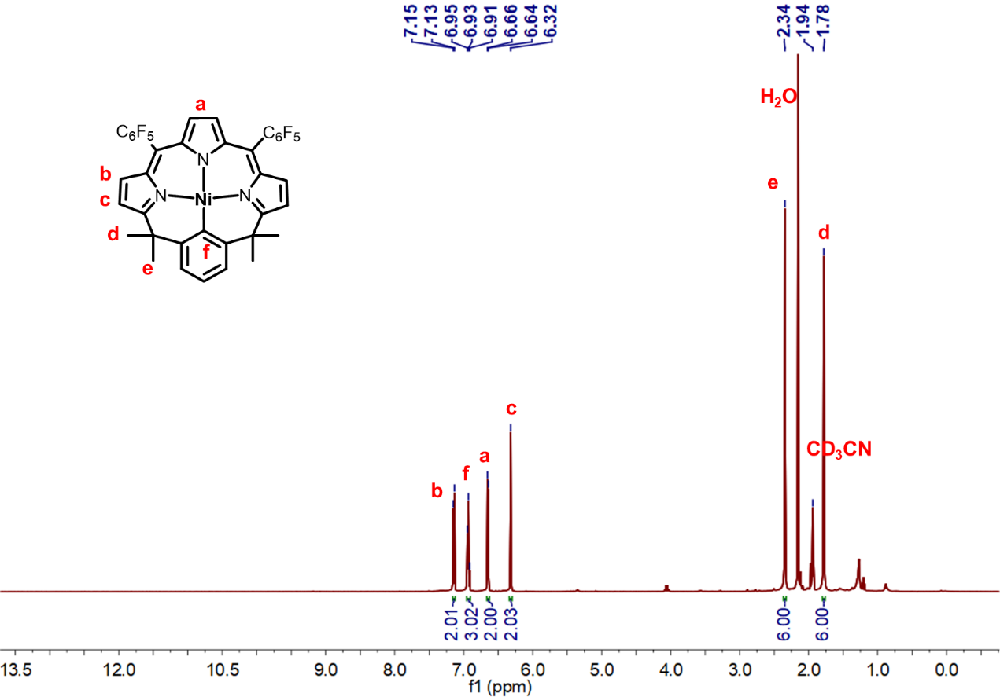 7.15
7.13
6.95
6.93
6.91
6.66
6.64
6.32
2.34
1.94
1.78
H₂O
a
C₆F₅
C₆F₅
N
b
N
Ni
N
c
d
f
e
e
d
c
CD₃CN
a
f
b
2.01
3.02
2.00
2.03
6.00
6.00
13.5 12.0 10.5 9.0 8.0 7.0 6.0 5.0 4.0 3.0 2.0 1.0 0.0
f1 (ppm)